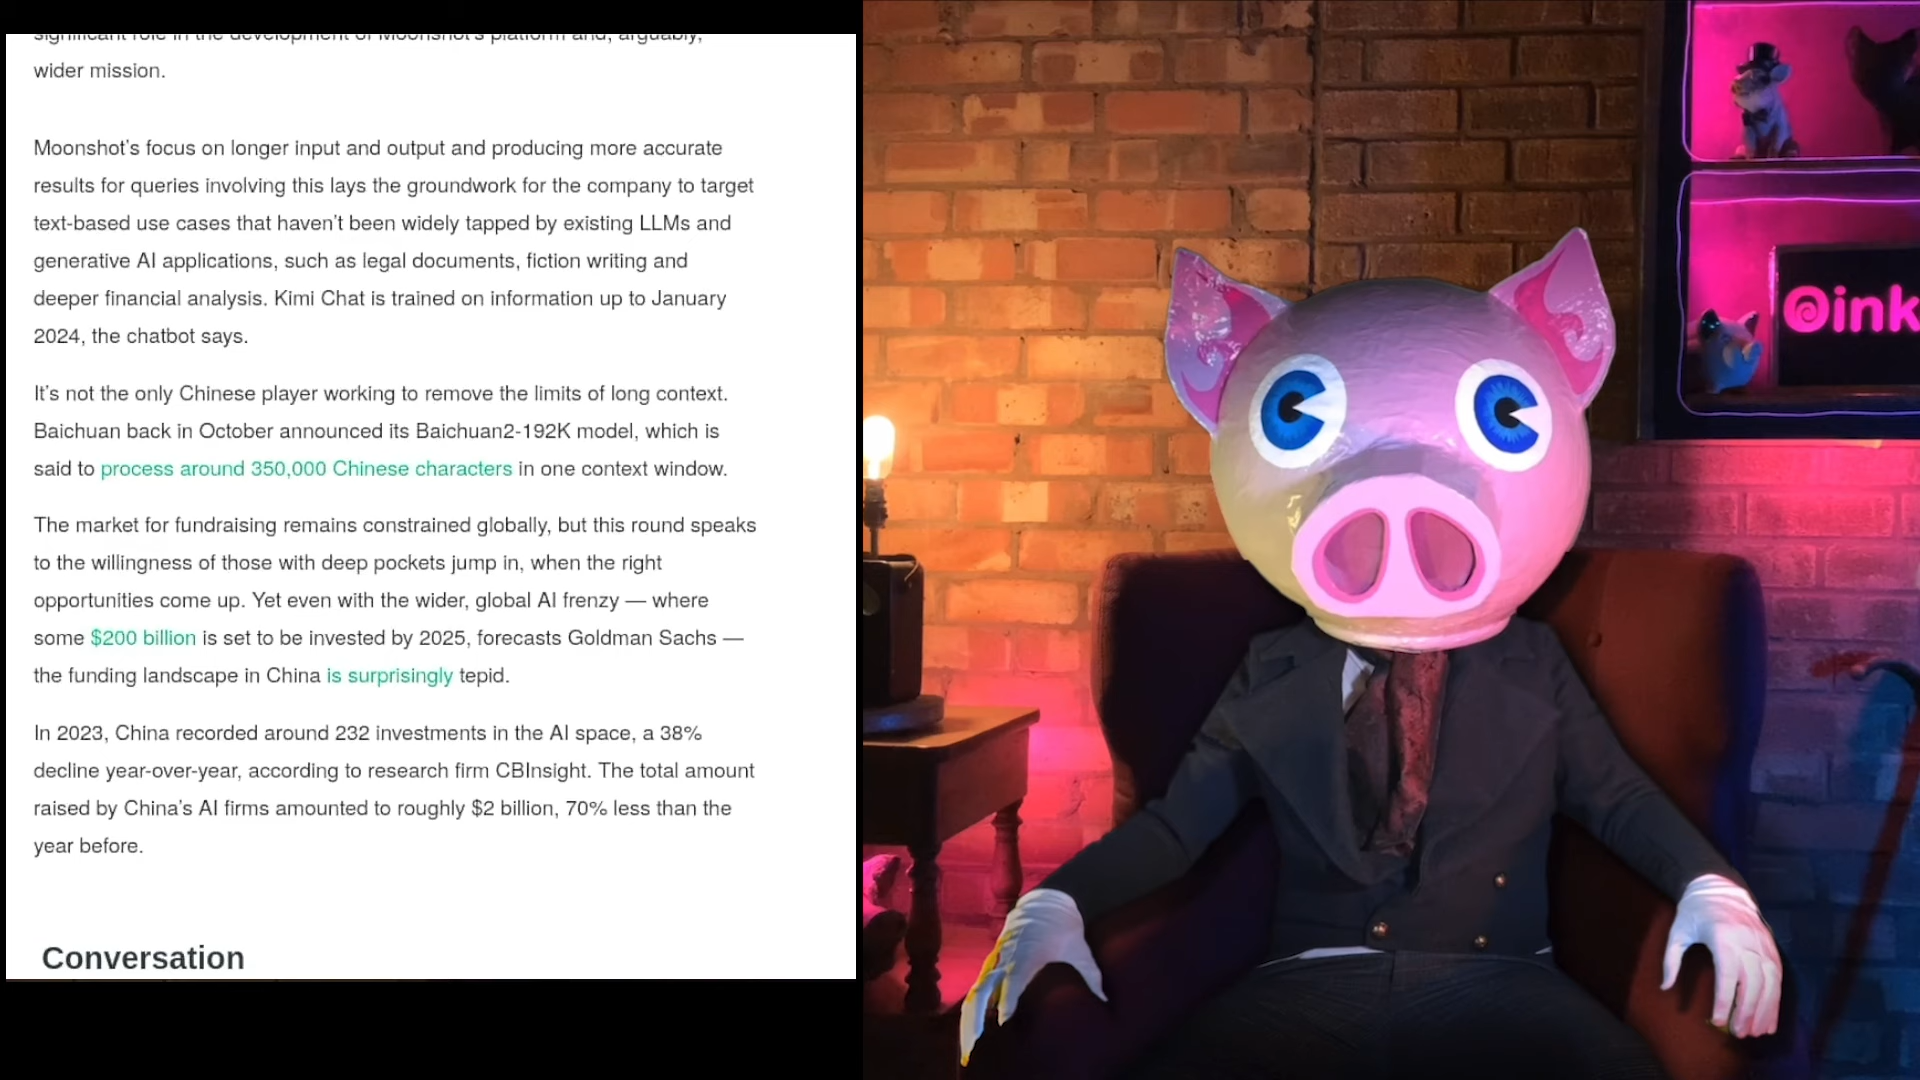 significant role in the development of Moonshot's platform and, arguably,
wider mission.
Moonshot's focus on longer input and output and producing more accurate
results for queries involving this lays the groundwork for the company to target
text-based use cases that haven't been widely tapped by existing LLMs and
generative AI applications, such as legal documents, fiction writing and
deeper financial analysis. Kimi Chat is trained on information up to January
2024, the chatbot says.
It's not the only Chinese player working to remove the limits of long context.
Baichuan back in October announced its Baichuan2-192K model, which is
said to process around 350,000 Chinese characters in one context window.
The market for fundraising remains constrained globally, but this round speaks
to the willingness of those with deep pockets jump in, when the right
opportunities come up. Yet even with the wider, global AI frenzy — where
some $200 billion is set to be invested by 2025, forecasts Goldman Sachs —
the funding landscape in China is surprisingly tepid.
In 2023, China recorded around 232 investments in the AI space, a 38%
decline year-over-year, according to research firm CBInsight. The total amount
raised by China's AI firms amounted to roughly $2 billion, 70% less than the
year before.
Conversation
Oink